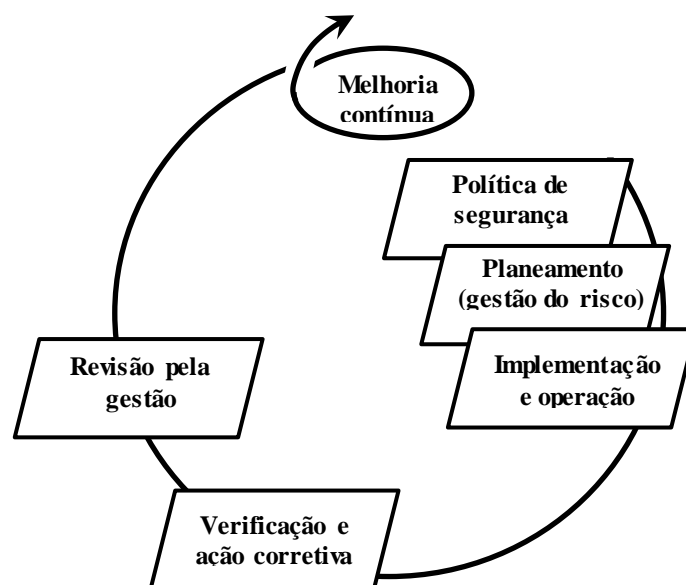 Melhoria
contínua
Política de
segurança
Planeamento
(gestão do risco)
Implementação
e operação
Verificação e
ação corretiva
Revisão pela
gestão